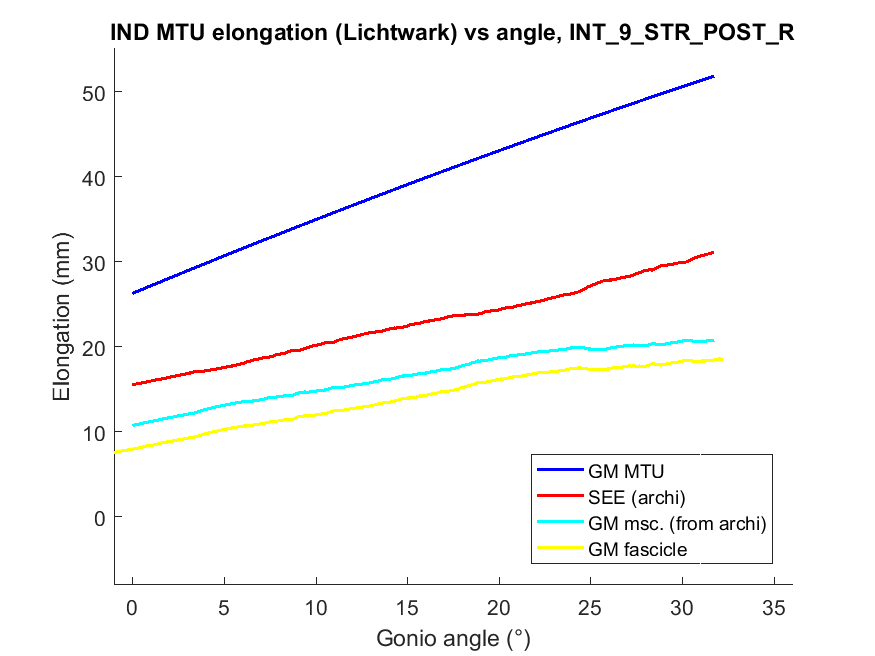 IND MTU elongation (Lichtwark) vs angle, INT_9_STR_POST_R
50
40
30
20
10
0
Elongation (mm)
GM MTU
SEE (archi)
GM msc. (from archi)
GM fascicle
0 5 10 15 20 25 30 35
Gonio angle (°)